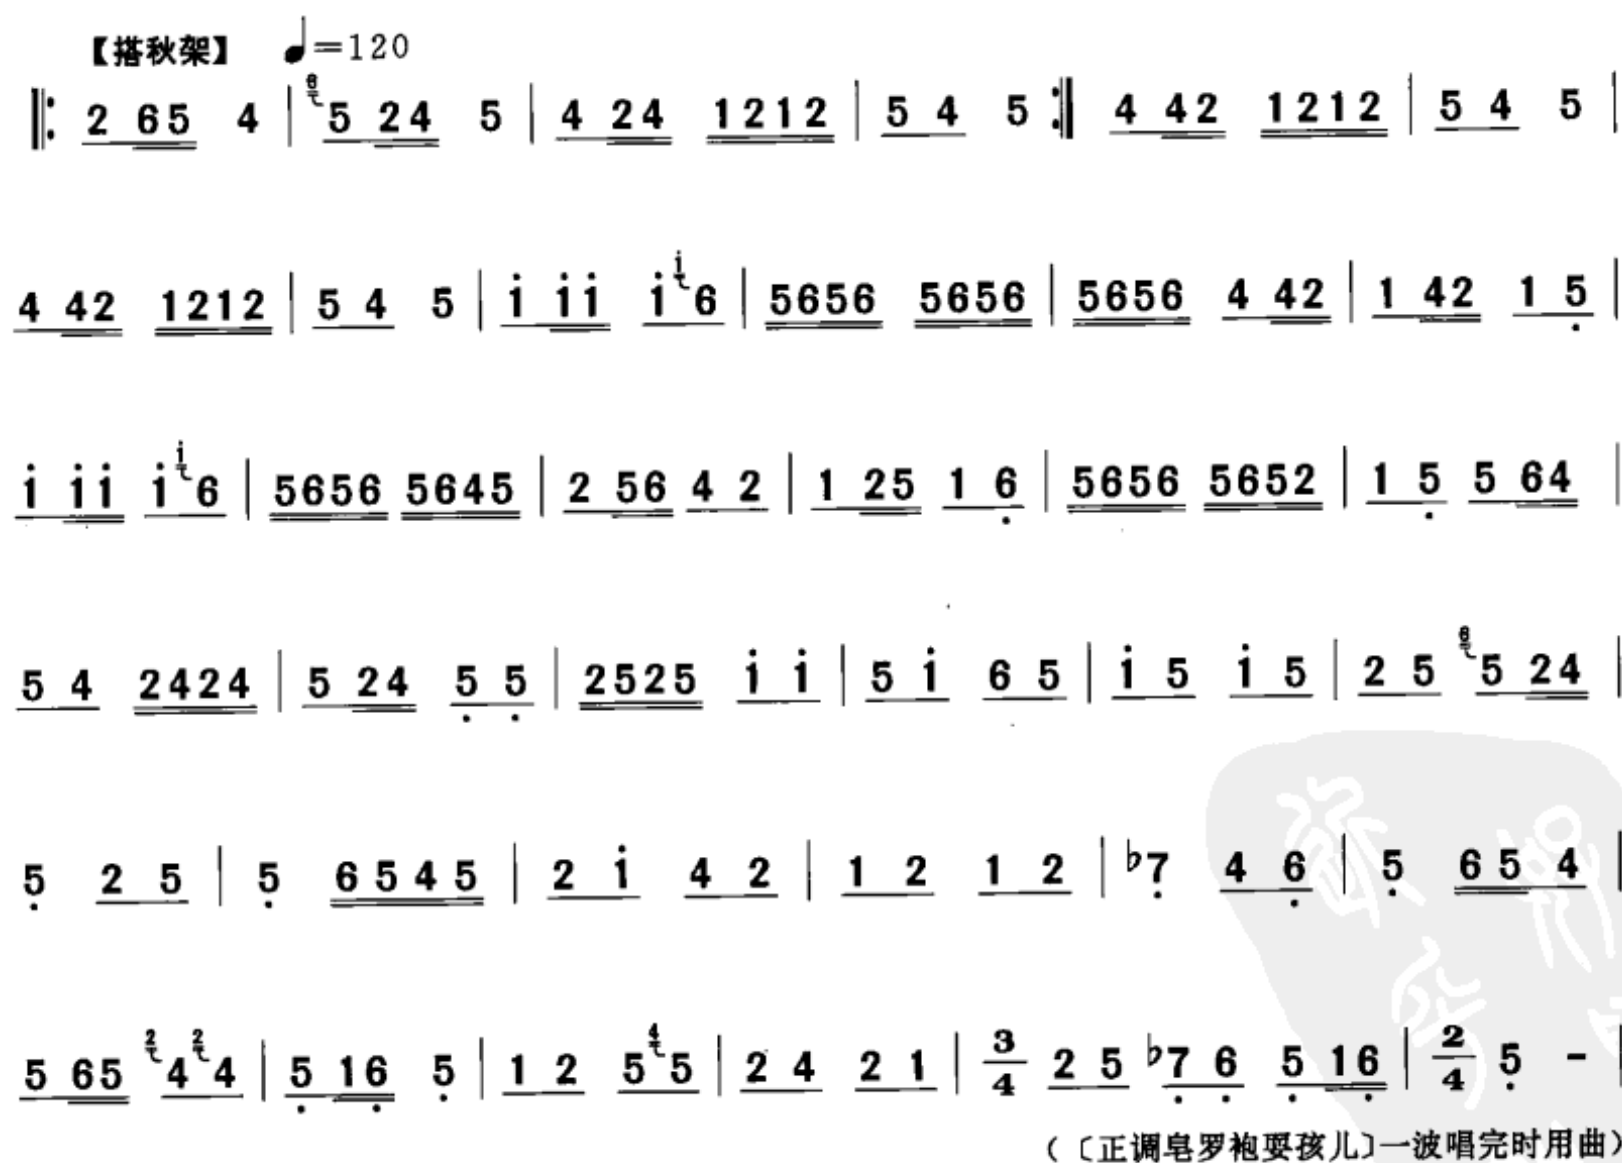 【搭秋架】 ♩=120
‖: 2 65 4 | 6 5 24 5 | 4 24 1212 | 5 4 5 :‖ 4 42 1212 | 5 4 5 |
4 42 1212 | 5 4 5 | i ii i i 6 | 5656 5656 | 5656 4 42 | 1 42 1 5̣ |
i ii i i 6 | 5656 5645 | 2 56 4 2 | 1 25 1 6̣ | 5656 5652 | 1 5̣ 5 64 |
5 4 2424 | 5 24 5̣ 5̣ | 2525 i i | 5 i 6 5 | i 5 i 5 | 2 5 6 5 24 |
5̣ 2 5 | 5̣ 6545 | 2 i 4 2 | 1 2 1 2 | ♭7̣ 4 6̣ | 5̣ 65 4 |
5 65 2 4 2 4 | 5̣ 16̣ 5̣ | 1 2 5 4 5 | 2 4 2 1 | 3/4 2 5 ♭7̣ 6̣ 5̣ 16̣ | 2/4 5̣ - |
(〔正调皂罗袍耍孩儿〕一波唱完时用曲)